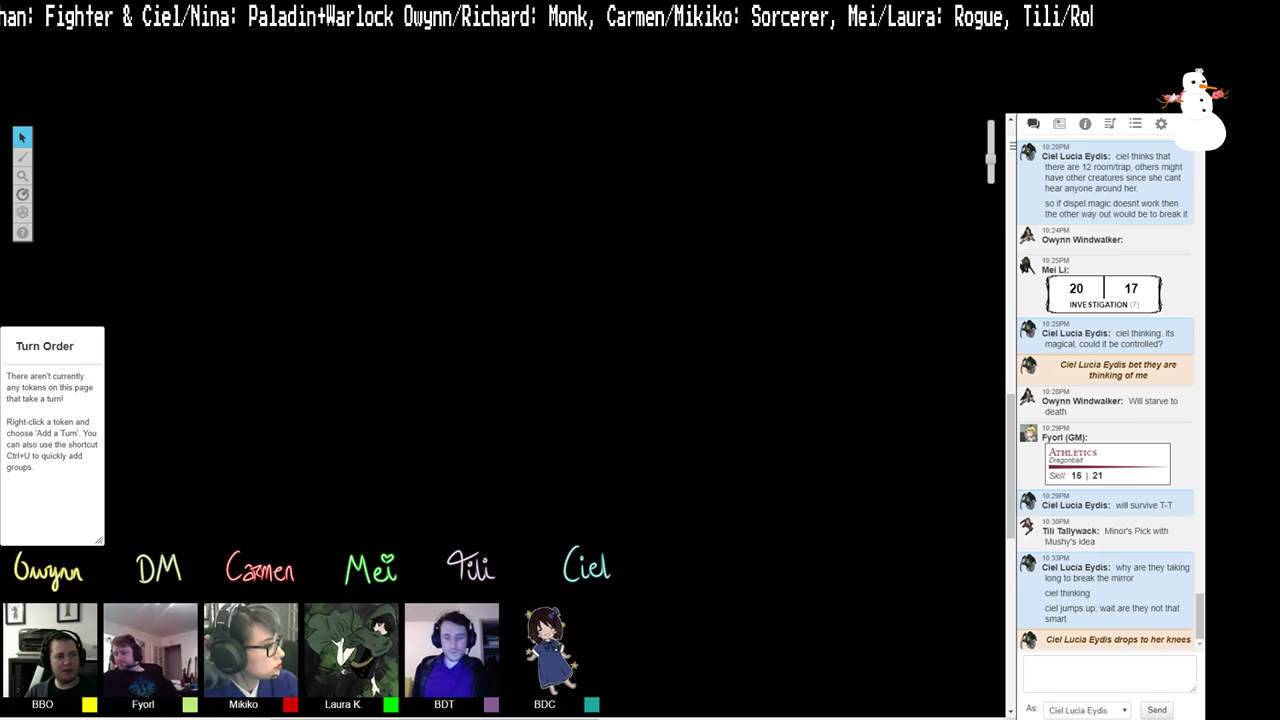 han: Fighter & Ciel/Nina: Paladin+Warlock Owynn/Richard: Monk, Carmen/Mikiko: Sorcerer, Mei/Laura: Rogue, Tili/Rol
10:20PM
Ciel Lucia Eydis: ciel thinks that
there are 12 room/trap, others might
have other creatures since she cant
hear anyone around her.
so if dispel magic doesnt work then
the other way out would be to break it
10:24PM
Owynn Windwalker:
10:25PM
Mei Li:
20 17
INVESTIGATION (7)
10:25PM
Ciel Lucia Eydis: ciel thinking: its
magical, could it be controlled?
Ciel Lucia Eydis bet they are
thinking of me
10:28PM
Owynn Windwalker: Will starve to
death
10:29PM
Fyorl (GM):
ATHLETICS
Dragonbait
Skill: 16 | 21
10:29PM
Ciel Lucia Eydis: will survive T-T
10:30PM
Tili Tallywack: Minor's Pick with
Mushy's idea
10:33PM
Ciel Lucia Eydis: why are they taking
long to break the mirror
ciel thinking
ciel jumps up: wait are they not that
smart
Ciel Lucia Eydis drops to her knees
As: Ciel Lucia Eydis Send
Turn Order
There aren't currently
any tokens on this page
that take a turn!
Right-click a token and
choose 'Add a Turn'. You
can also use the shortcut
Ctrl+U to quickly add
groups.
Owynn DM Carmen Mei Tili Ciel
BBO Fyorl Mikiko Laura K. BDT BDC